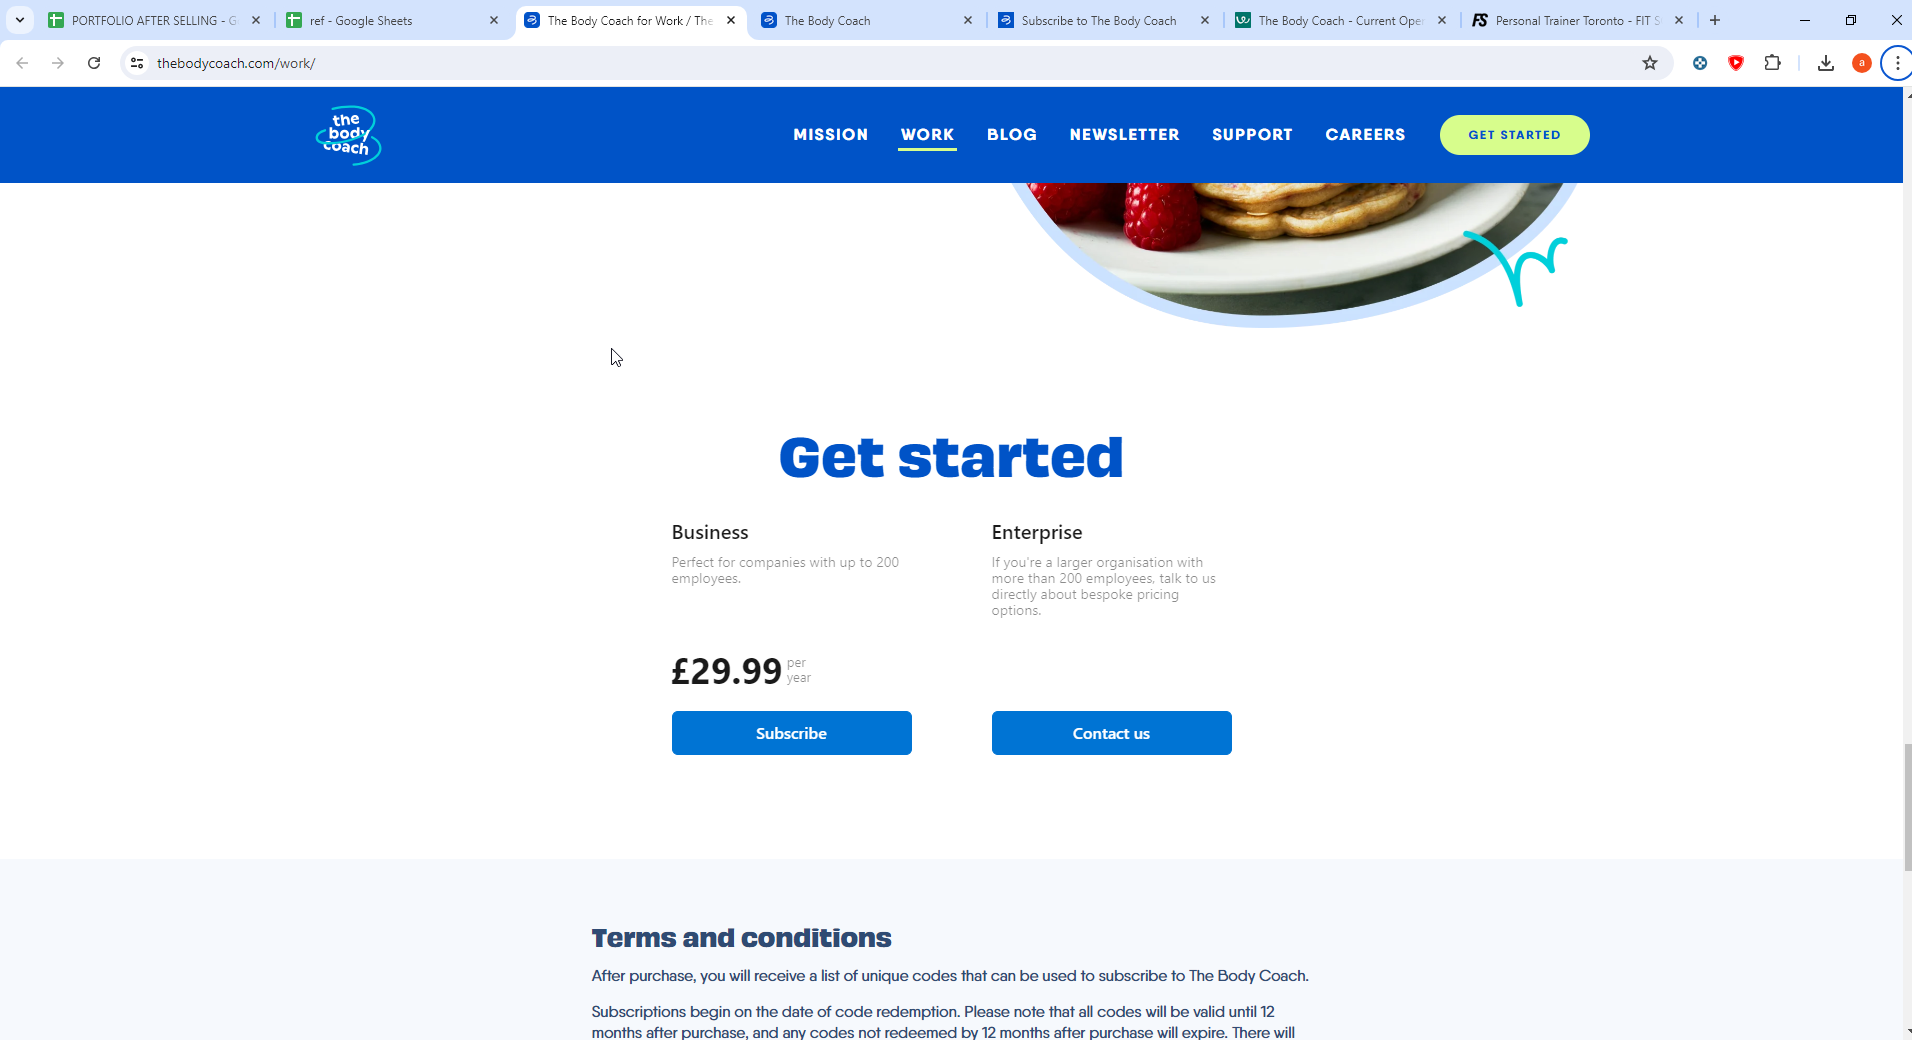 PORTFOLIO AFTER SELLING - G
ref - Google Sheets
The Body Coach for Work / The
The Body Coach
Subscribe to The Body Coach
The Body Coach - Current Ope
FS
Personal Trainer Toronto - FIT S
thebodycoach.com/work/
a
the
body
coach
MISSION
WORK
BLOG
NEWSLETTER
SUPPORT
CAREERS
GET STARTED
Get started
Business
Perfect for companies with up to 200
employees.
£29.99 per
year
Subscribe
Enterprise
If you're a larger organisation with
more than 200 employees, talk to us
directly about bespoke pricing
options.
Contact us
Terms and conditions
After purchase, you will receive a list of unique codes that can be used to subscribe to The Body Coach.
Subscriptions begin on the date of code redemption. Please note that all codes will be valid until 12
months after purchase, and any codes not redeemed by 12 months after purchase will expire. There will